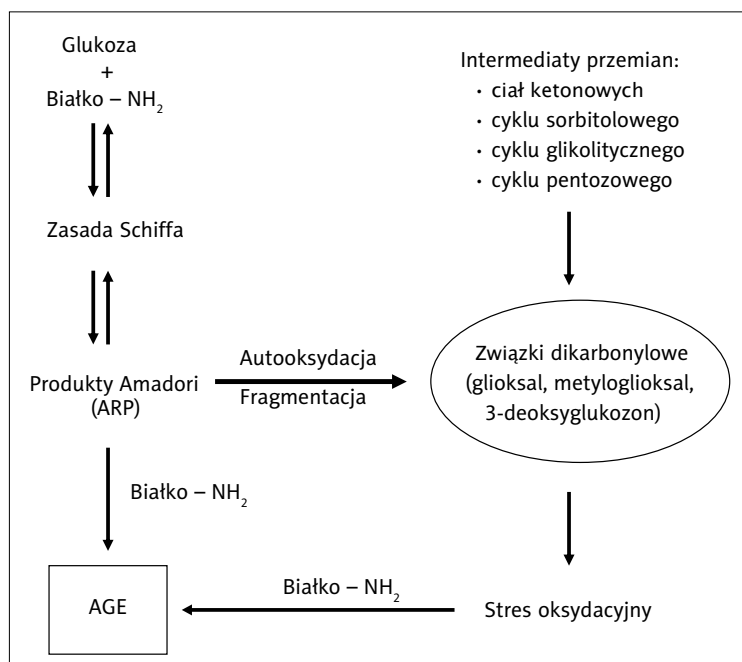 Glukoza
+
Białko – NH₂
Zasada Schiffa
Produkty Amadori
(ARP)
Białko – NH₂
AGE
Autooksydacja
Fragmentacja
Intermediaty przemian:
· ciał ketonowych
· cyklu sorbitolowego
· cyklu glikolitycznego
· cyklu pentozowego
Związki dikarbonylowe
(glioksal, metyloglioksal,
3-deoksyglukozon)
Stres oksydacyjny
Białko – NH₂